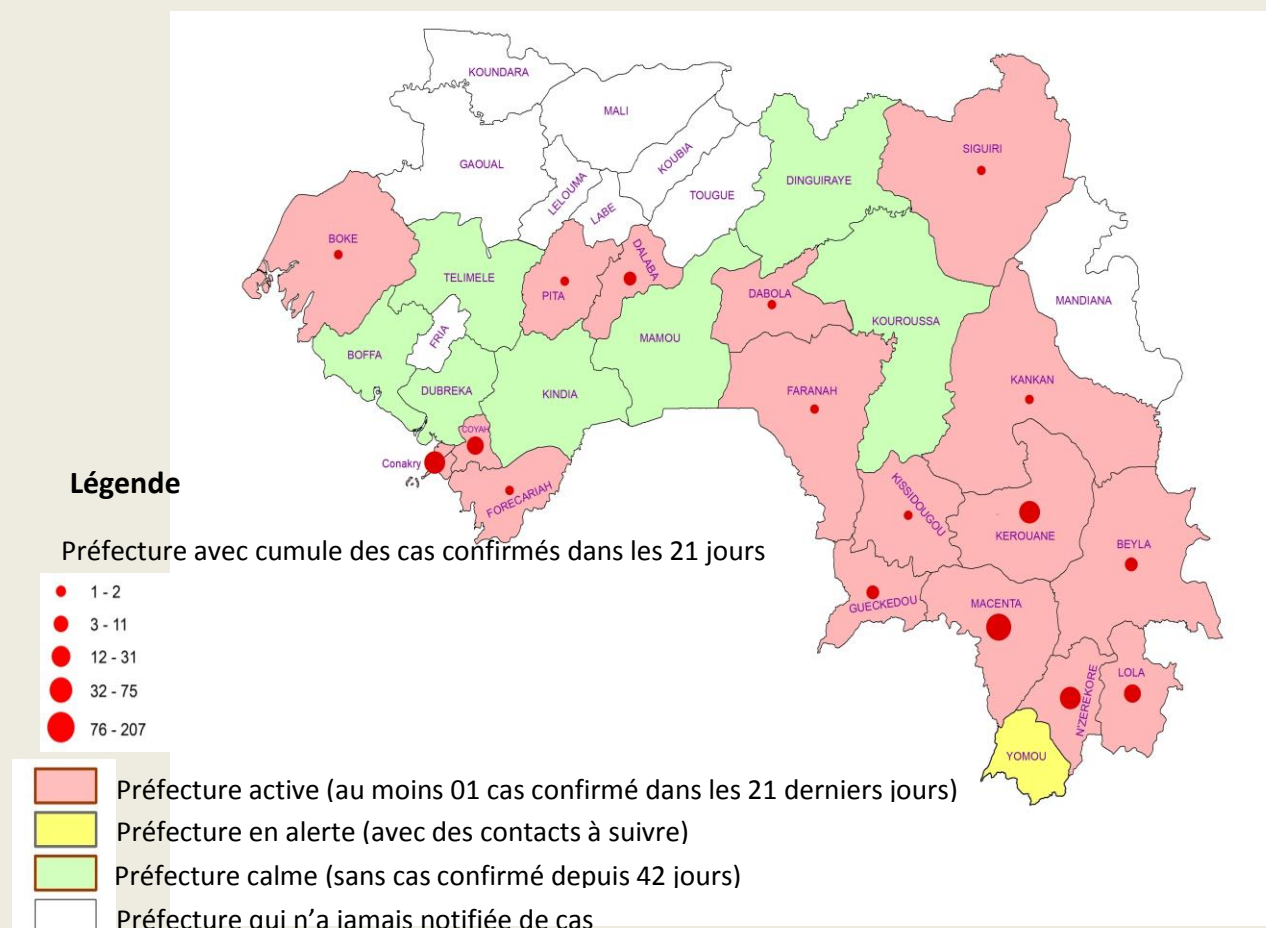 KOUNDARA
MALI
SIGUIRI
KOUBIA
GAOUAL
DINGUIRAYE
LELOUMA
TOUGUE
LABE
BOKE
DALABA
TELIMELE
PITA
DABOLA
MANDIANA
KOUROUSSA
FRIA
MAMOU
BOFFA
KANKAN
DUBREKA
KINDIA
FARANAH
COYAH
Conakry
Légende
FORECARIAH
KISSIDOUGOU
KEROUANE
BEYLA
Préfecture avec cumule des cas confirmés dans les 21 jours
1 - 2
GUECKEDOU
MACENTA
3 - 11
12 - 31
LOLA
32 - 75
N'ZEREKORE
76 - 207
YOMOU
Préfecture active (au moins 01 cas confirmé dans les 21 derniers jours)
Préfecture en alerte (avec des contacts à suivre)
Préfecture calme (sans cas confirmé depuis 42 jours)
Préfecture qui n'a jamais notifiée de cas